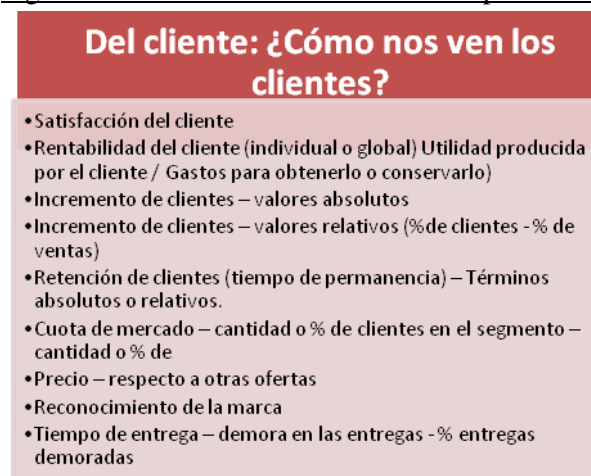 Del cliente: ¿Cómo nos ven los
clientes?
•Satisfacción del cliente
•Rentabilidad del cliente (individual o global) Utilidad producida
por el cliente / Gastos para obtenerlo o conservarlo)
•Incremento de clientes – valores absolutos
•Incremento de clientes – valores relativos (%de clientes -% de
ventas)
•Retención de clientes (tiempo de permanencia) – Términos
absolutos o relativos.
•Cuota de mercado – cantidad o % de clientes en el segmento –
cantidad o % de
•Precio – respecto a otras ofertas
•Reconocimiento de la marca
•Tiempo de entrega – demora en las entregas -% entregas
demoradas